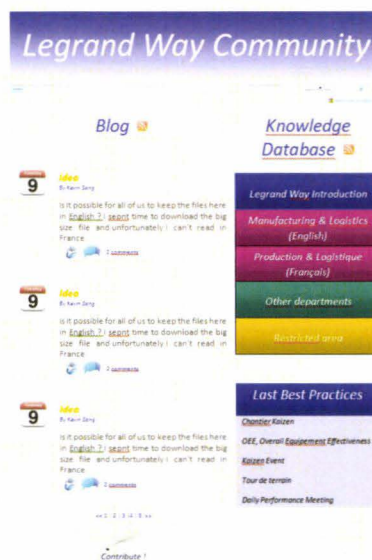 Legrand Way Community
Blog
9
Idea
By Kevin Song
Is it possible for all of us to keep the files here
in English ? i sepnt time to download the big
size file and unfortunately i can't read in
France
2 comments
9
Idea
By Kevin Song
Is it possible for all of us to keep the files here
in English ? i sepnt time to download the big
size file and unfortunately i can't read in
France
2 comments
9
Idea
By Kevin Song
Is it possible for all of us to keep the files here
in English ? i sepnt time to download the big
size file and unfortunately i can't read in
France
2 comments
<< 1 : 2 : 3 : 4 : 5 >>
Contribute !
Knowledge
Database
Legrand Way Introduction
Manufacturing & Logistics
(English)
Production & Logistique
(Français)
Other departments
Restricted area
Last Best Practices
Chantier Kaizen
OEE, Overall Equipement Effectiveness
Kaizen Event
Tour de terrain
Daily Performance Meeting